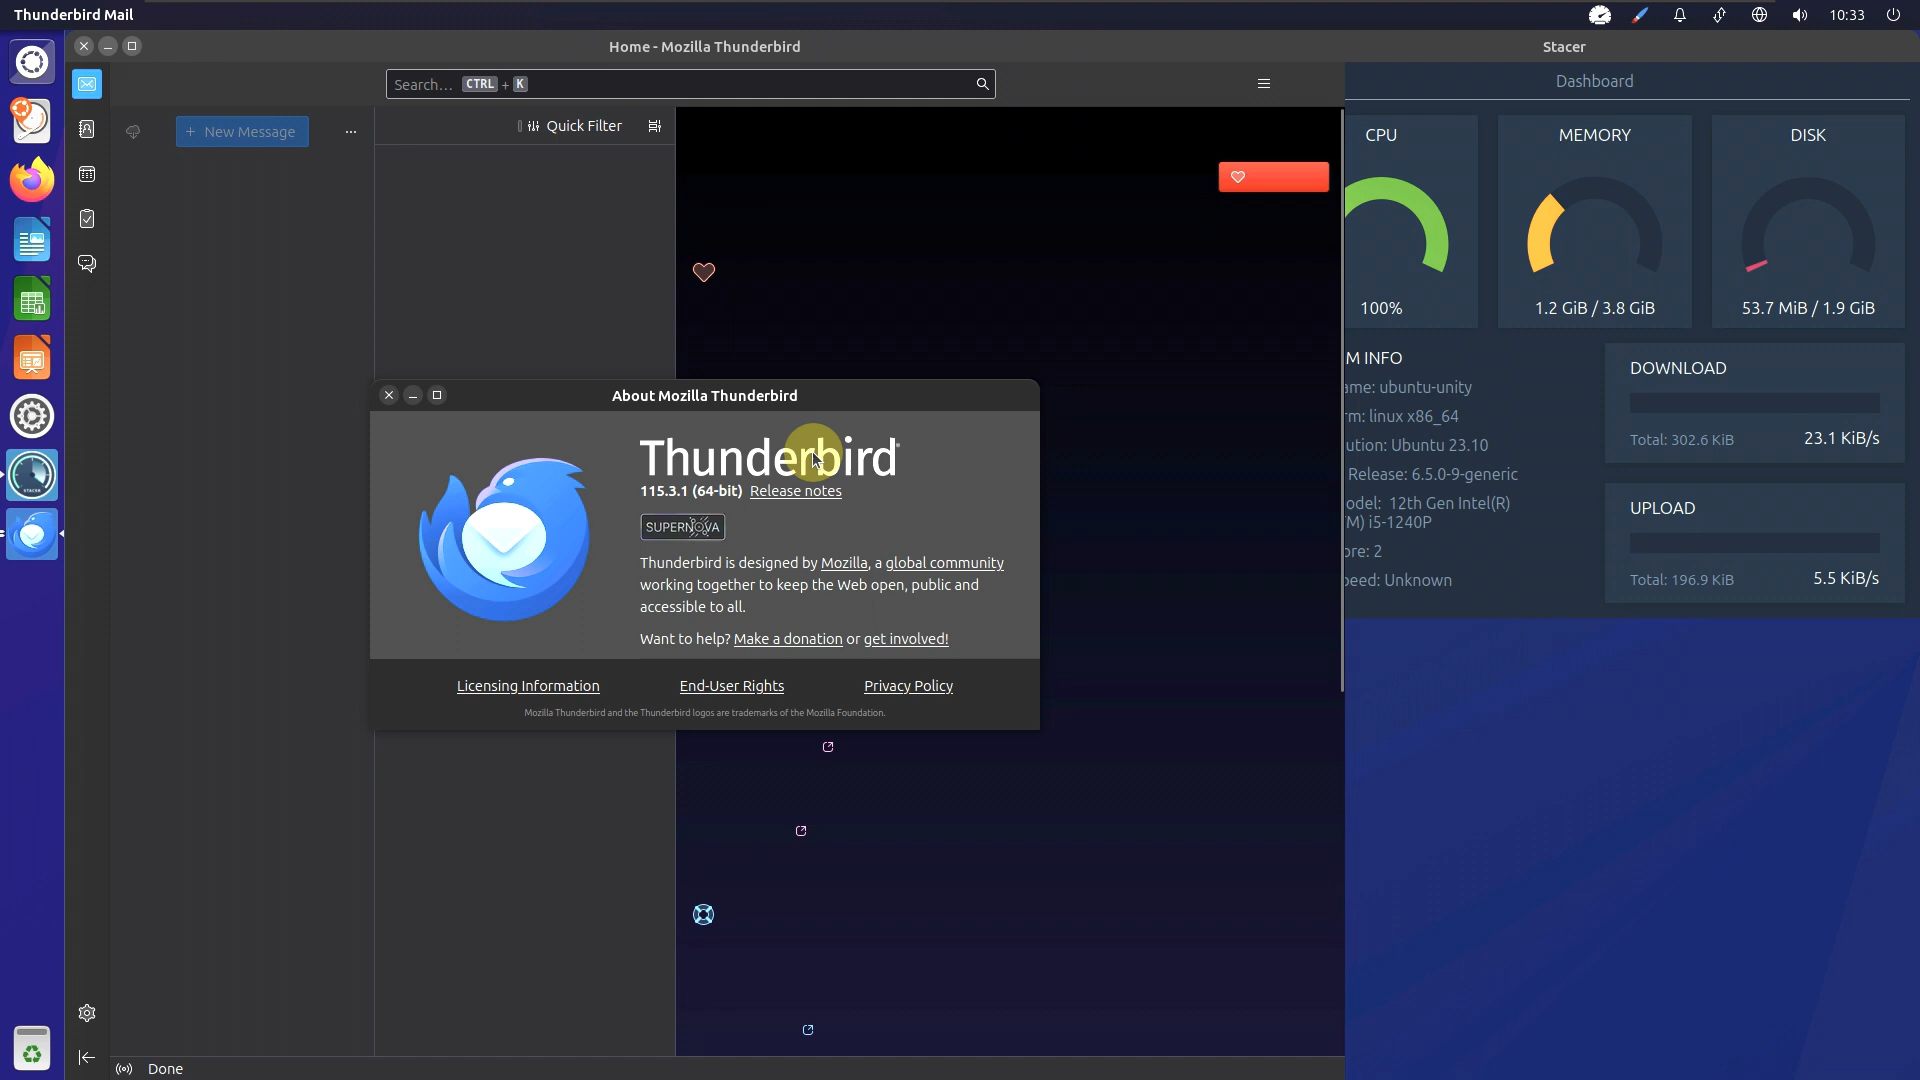 Thunderbird Mail
10:33
Home - Mozilla Thunderbird
Stacer
Search… CTRL + K
Dashboard
+ New Message
Quick Filter
CPU
MEMORY
DISK
100%
1.2 GiB / 3.8 GiB
53.7 MiB / 1.9 GiB
M INFO
ame: ubuntu-unity
rm: linux x86_64
ution: Ubuntu 23.10
Release: 6.5.0-9-generic
odel: 12th Gen Intel(R)
TM) i5-1240P
ore: 2
peed: Unknown
DOWNLOAD
Total: 302.6 KiB
23.1 KiB/s
UPLOAD
Total: 196.9 KiB
5.5 KiB/s
About Mozilla Thunderbird
Thunderbird
115.3.1 (64-bit) Release notes
SUPERNOVA
Thunderbird is designed by Mozilla, a global community
working together to keep the Web open, public and
accessible to all.
Want to help? Make a donation or get involved!
Licensing Information
End-User Rights
Privacy Policy
Mozilla Thunderbird and the Thunderbird logos are trademarks of the Mozilla Foundation.
Done